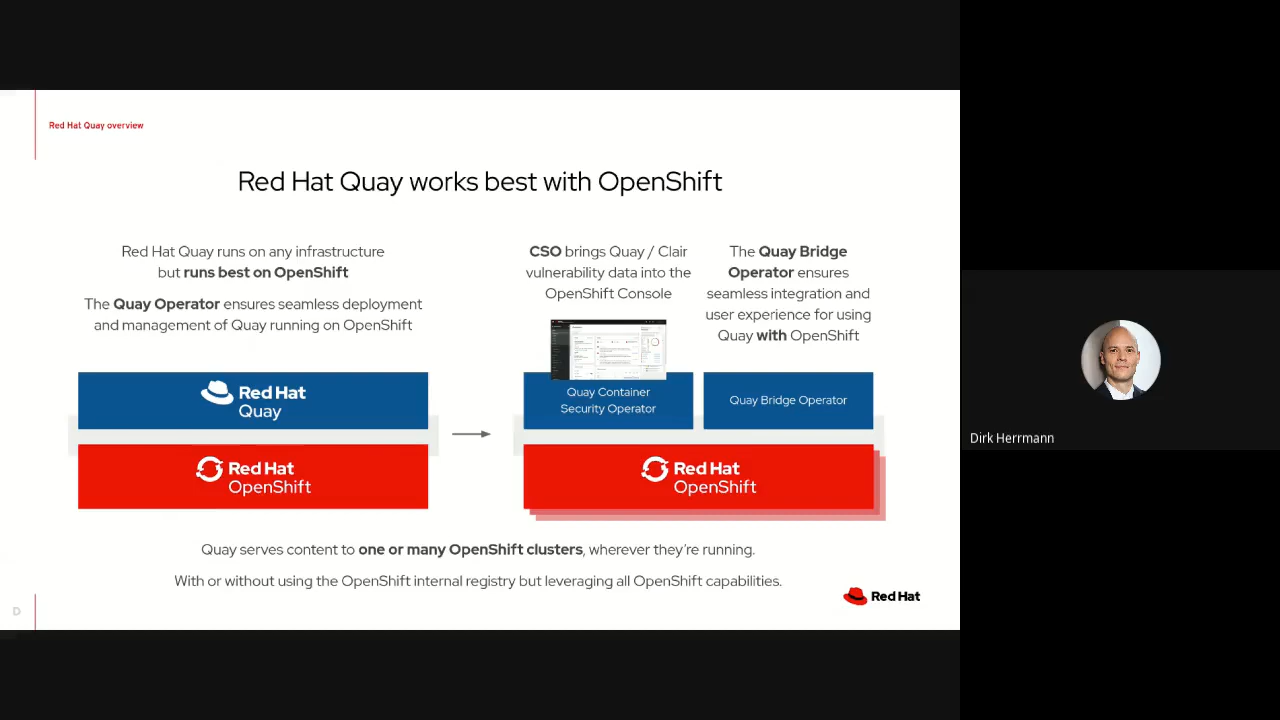 Red Hat Quay overview
Red Hat Quay works best with OpenShift
Red Hat Quay runs on any infrastructure
but runs best on OpenShift
The Quay Operator ensures seamless deployment
and management of Quay running on OpenShift
CSO brings Quay / Clair
vulnerability data into the
OpenShift Console
The Quay Bridge
Operator ensures
seamless integration and
user experience for using
Quay with OpenShift
Red Hat
Quay
Red Hat
OpenShift
Quay Container
Security Operator
Quay Bridge Operator
Red Hat
OpenShift
Quay serves content to one or many OpenShift clusters, wherever they're running.
With or without using the OpenShift internal registry but leveraging all OpenShift capabilities.
D
Red Hat
Dirk Herrmann